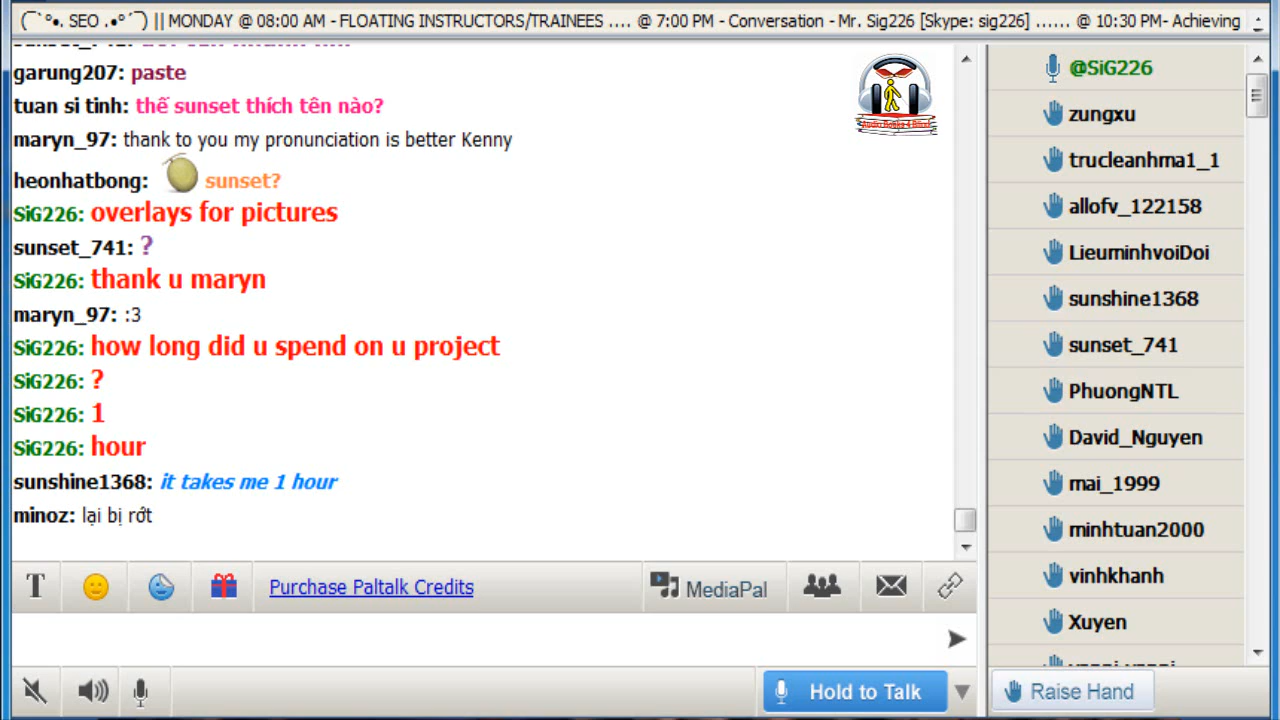 (¯`°•. SEO .•°´¯) || MONDAY @ 08:00 AM - FLOATING INSTRUCTORS/TRAINEES .... @ 7:00 PM - Conversation - Mr. Sig226 [Skype: sig226] ...... @ 10:30 PM- Achieving
garung207: paste
tuan si tinh: thế sunset thích tên nào?
maryn_97: thank to you my pronunciation is better Kenny
heonhatbong: sunset?
SiG226: overlays for pictures
sunset_741: ?
SiG226: thank u maryn
maryn_97: :3
SiG226: how long did u spend on u project
SiG226: ?
SiG226: 1
SiG226: hour
sunshine1368: it takes me 1 hour
minoz: lại bị rớt
T
Purchase Paltalk Credits
MediaPal
Hold to Talk
@SiG226
zungxu
trucleanhma1_1
allofv_122158
LieuminhvoiDoi
sunshine1368
sunset_741
PhuongNTL
David_Nguyen
mai_1999
minhtuan2000
vinhkhanh
Xuyen
Raise Hand